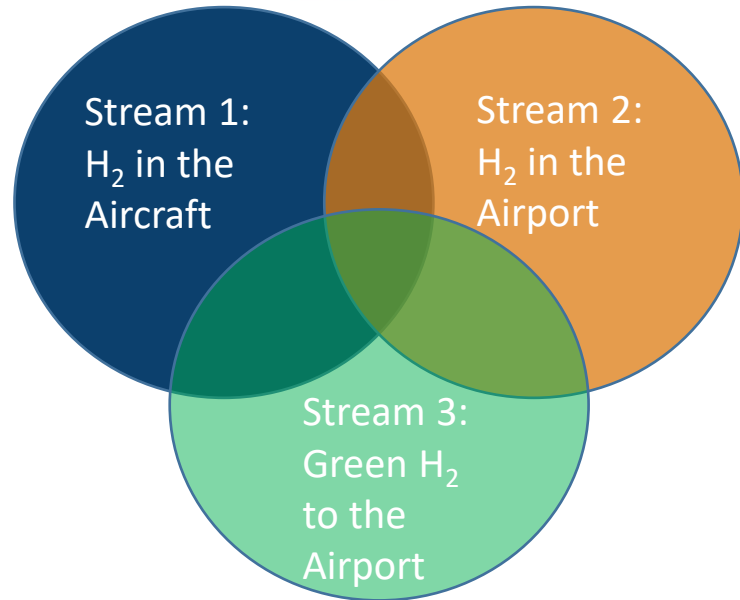 Stream 1:
H₂ in the
Aircraft
Stream 2:
H₂ in the
Airport
Stream 3:
Green H₂
to the
Airport